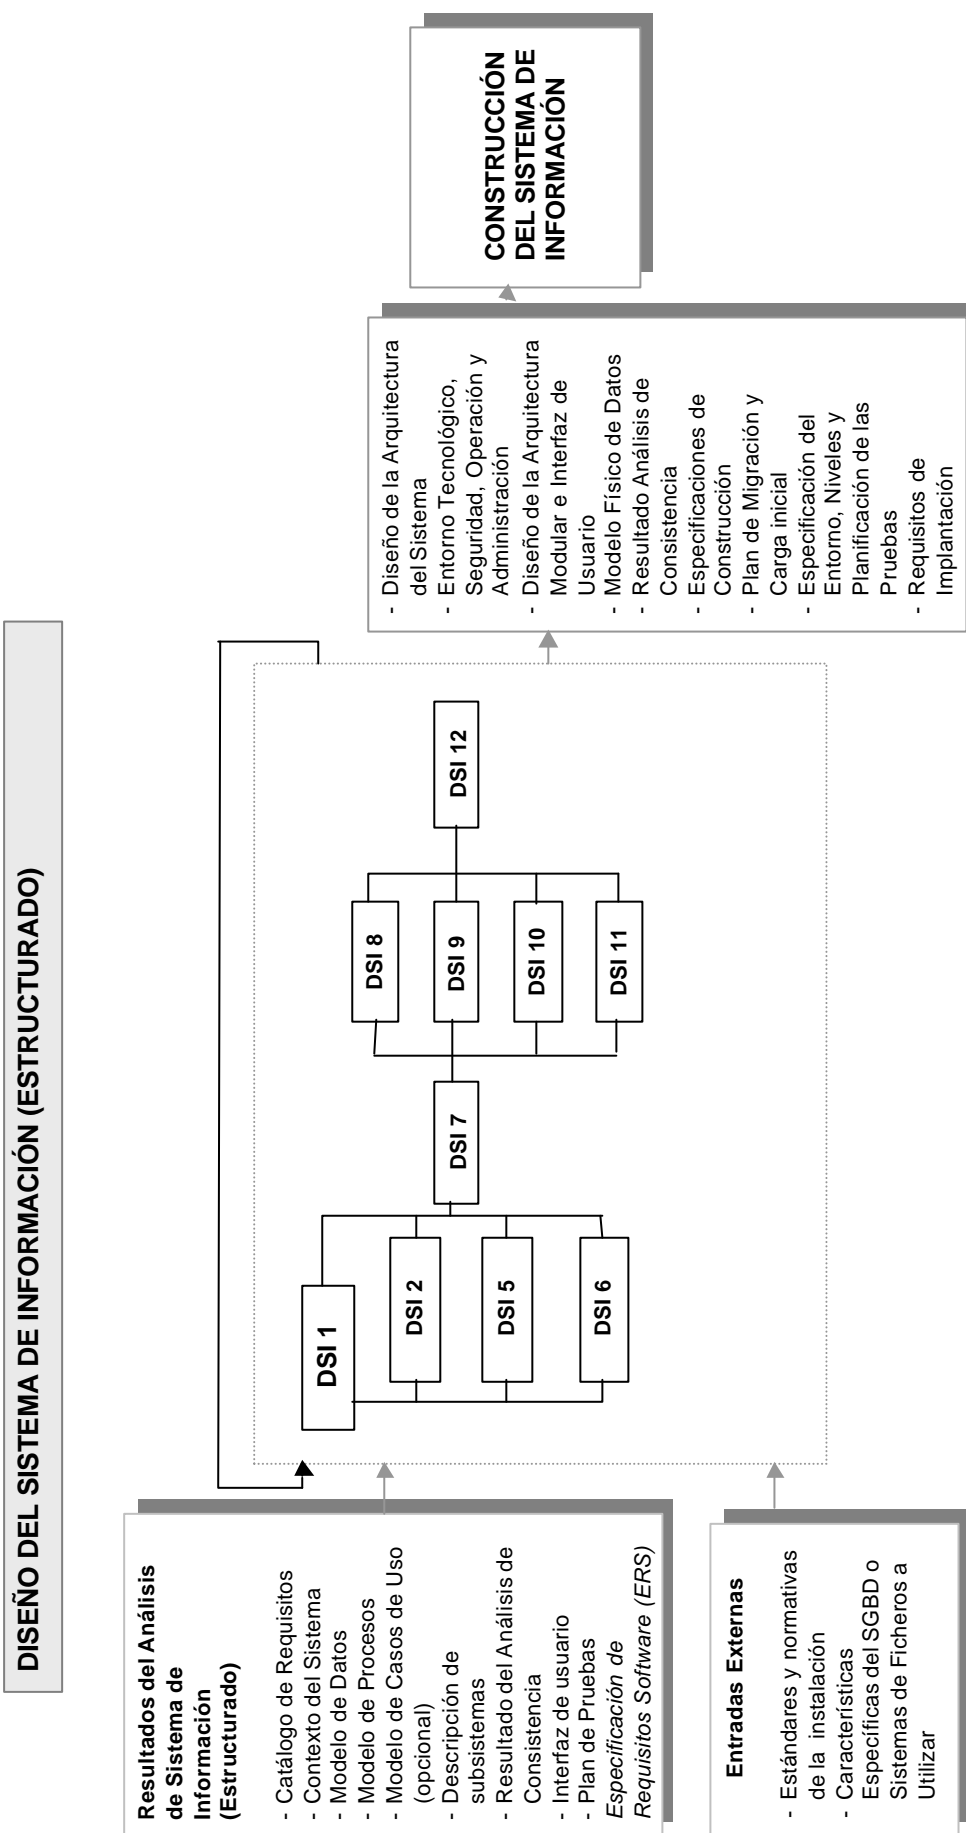 DISEÑO DEL SISTEMA DE INFORMACIÓN (ESTRUCTURADO)
Resultados del Análisis
de Sistema de
Información
(Estructurado)
- Catálogo de Requisitos
- Contexto del Sistema
- Modelo de Datos
- Modelo de Procesos
- Modelo de Casos de Uso
(opcional)
- Descripción de
subsistemas
- Resultado del Análisis de
Consistencia
- Interfaz de usuario
- Plan de Pruebas
Especificación de
Requisitos Software (ERS)
Entradas Externas
- Estándares y normativas
de la instalación
- Características
Específicas del SGBD o
Sistemas de Ficheros a
Utilizar
DSI 1
DSI 2
DSI 5
DSI 6
DSI 7
DSI 8
DSI 9
DSI 10
DSI 11
DSI 12
- Diseño de la Arquitectura
del Sistema
- Entorno Tecnológico,
Seguridad, Operación y
Administración
- Diseño de la Arquitectura
Modular e Interfaz de
Usuario
- Modelo Físico de Datos
- Resultado Análisis de
Consistencia
- Especificaciones de
Construcción
- Plan de Migración y
Carga inicial
- Especificación del
Entorno, Niveles y
Planificación de las
Pruebas
- Requisitos de
Implantación
CONSTRUCCIÓN
DEL SISTEMA DE
INFORMACIÓN